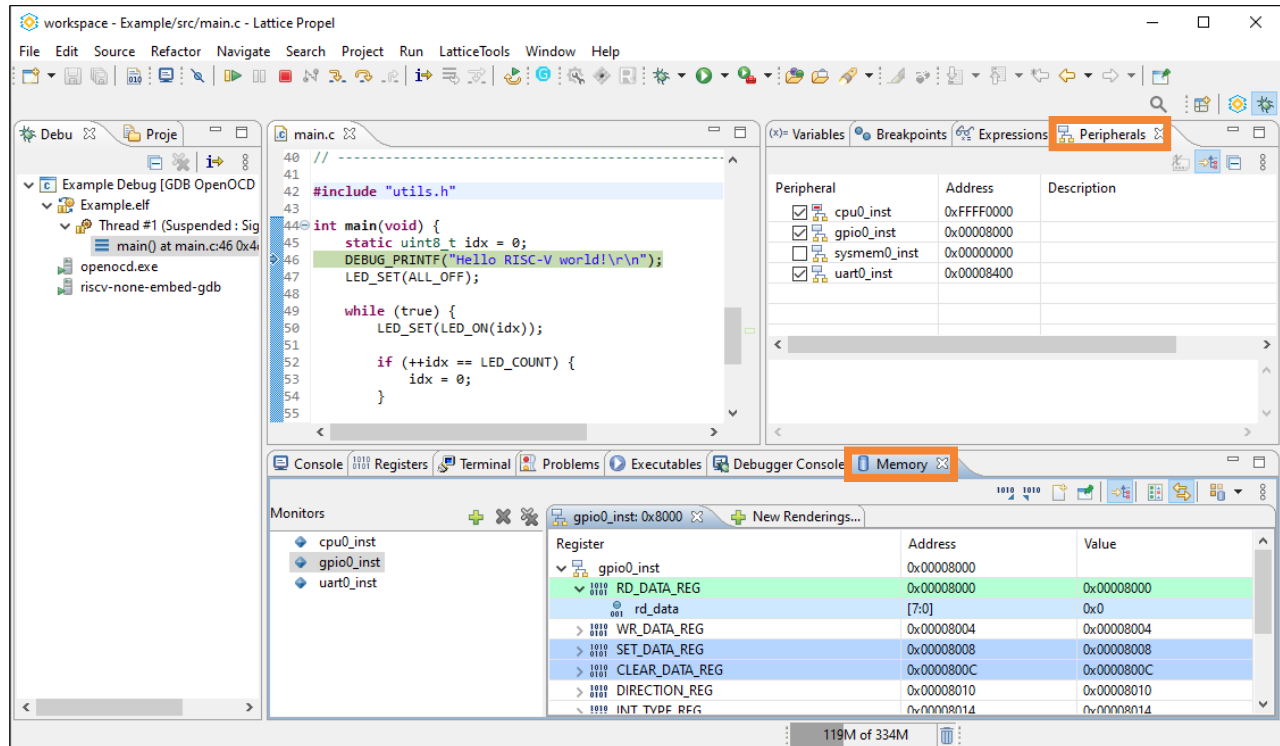 workspace - Example/src/main.c - Lattice Propel
File Edit Source Refactor Navigate Search Project Run LatticeTools Window Help
Debu
Proje
Example Debug [GDB OpenOCD
Example.elf
Thread #1 (Suspended : Sig
main() at main.c:46
openocd.exe
riscv-none-embed-gdb
main.c
40 // ------------------------------------------------
41
42 #include "utils.h"
43
44 int main(void) {
45 static uint8_t idx = 0;
46 DEBUG_PRINTF("Hello RISC-V world!\r\n");
47 LED_SET(ALL_OFF);
48
49 while (true) {
50 LED_SET(LED_ON(idx));
51
52 if (++idx == LED_COUNT) {
53 idx = 0;
54 }
55
(x)= Variables Breakpoints Expressions Peripherals
Peripheral Address Description
cpu0_inst 0xFFFF0000
gpio0_inst 0x00008000
sysmem0_inst 0x00000000
uart0_inst 0x00008400
Console Registers Terminal Problems Executables Debugger Console Memory
Monitors
cpu0_inst
gpio0_inst
uart0_inst
gpio0_inst: 0x8000 New Renderings...
Register Address Value
gpio0_inst 0x00008000
RD_DATA_REG 0x00008000 0x00008000
rd_data [7:0] 0x0
WR_DATA_REG 0x00008004 0x00008004
SET_DATA_REG 0x00008008 0x00008008
CLEAR_DATA_REG 0x0000800C 0x0000800C
DIRECTION_REG 0x00008010 0x00008010
INT_TYPE_REG 0x00008014 0x00008014
119M of 334M